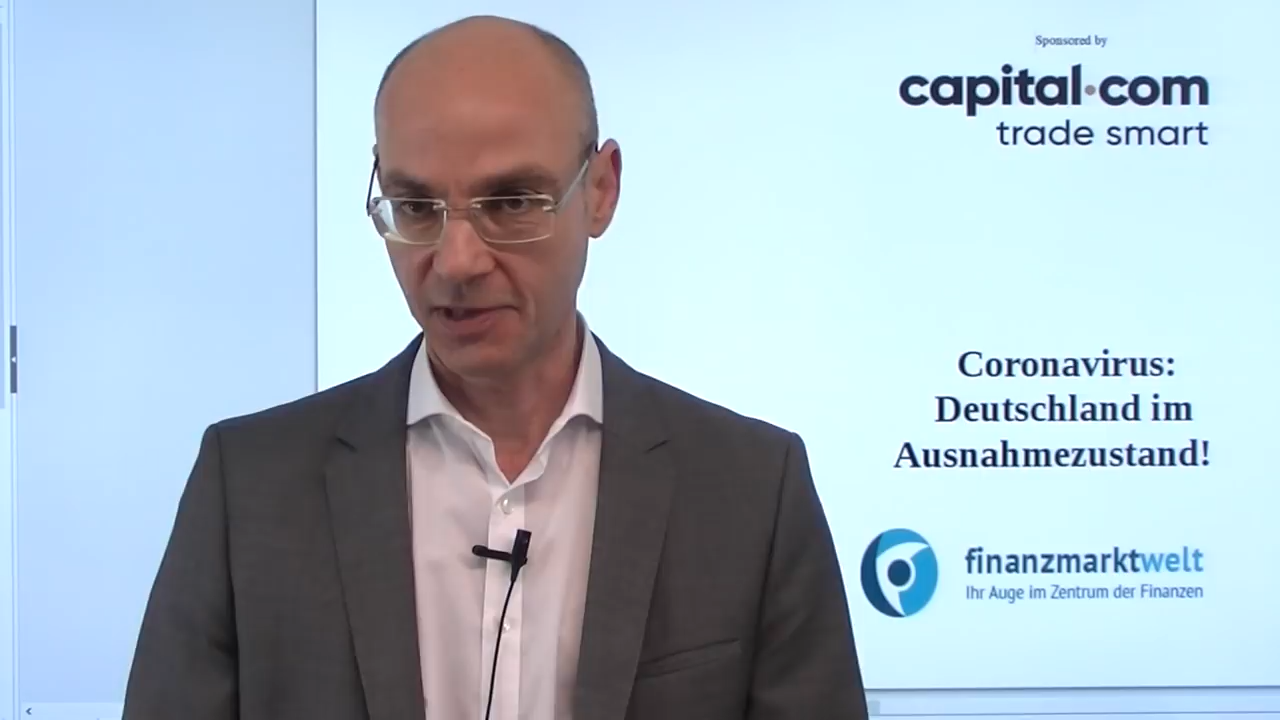 Sponsored by
capital·com
trade smart
Coronavirus:
Deutschland im
Ausnahmezustand!
finanzmarktwelt
Ihr Auge im Zentrum der Finanzen